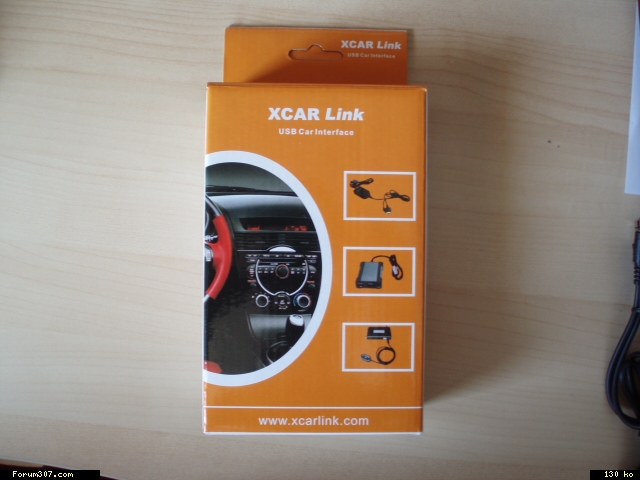 XCAR Link
USB Car Interface
XCAR Link
USB Car Interface
www.xcarlink.com
Forum307.com
130 ko